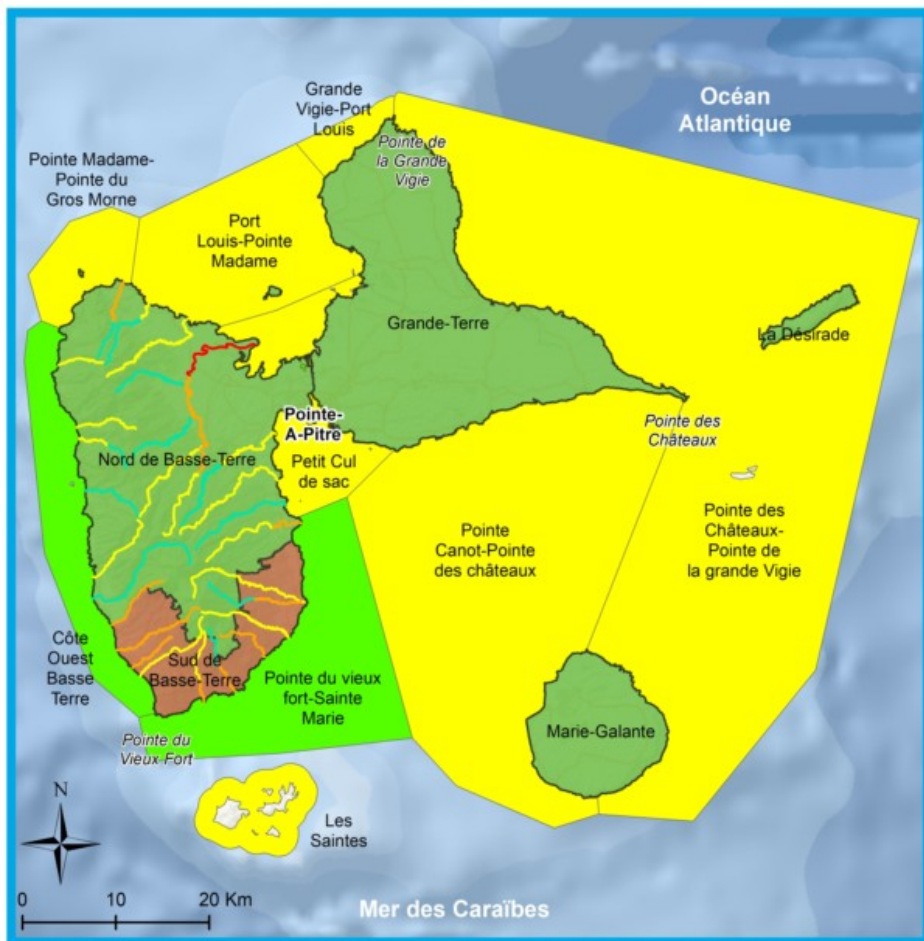 Océan
Atlantique
Grande
Vigie-Port
Louis
Pointe de
la Grande
Vigie
Pointe Madame-
Pointe du
Gros Morne
Port
Louis-Pointe
Madame
Grande-Terre
La Désirade
Pointe des
Châteaux
Pointe-
A-Pitre
Petit Cul
de sac
Nord de Basse-Terre
Pointe
Canot-Pointe
des châteaux
Pointe des
Châteaux-
Pointe de
la grande Vigie
Côte
Ouest
Basse
Terre
Sud de
Basse-Terre
Pointe du vieux
fort-Sainte
Marie
Marie-Galante
Pointe du
Vieux-Fort
Les
Saintes
N
0 10 20 Km
Mer des Caraïbes